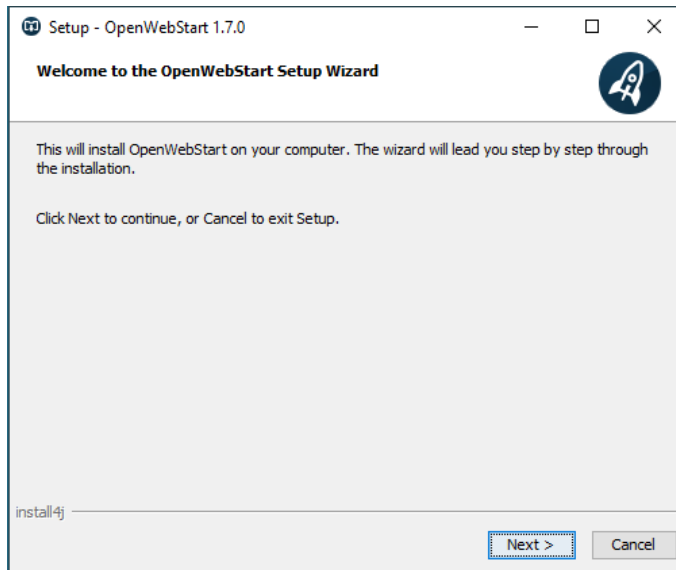 Setup - OpenWebStart 1.7.0
Welcome to the OpenWebStart Setup Wizard
This will install OpenWebStart on your computer. The wizard will lead you step by step through
the installation.
Click Next to continue, or Cancel to exit Setup.
install4j
Next >
Cancel